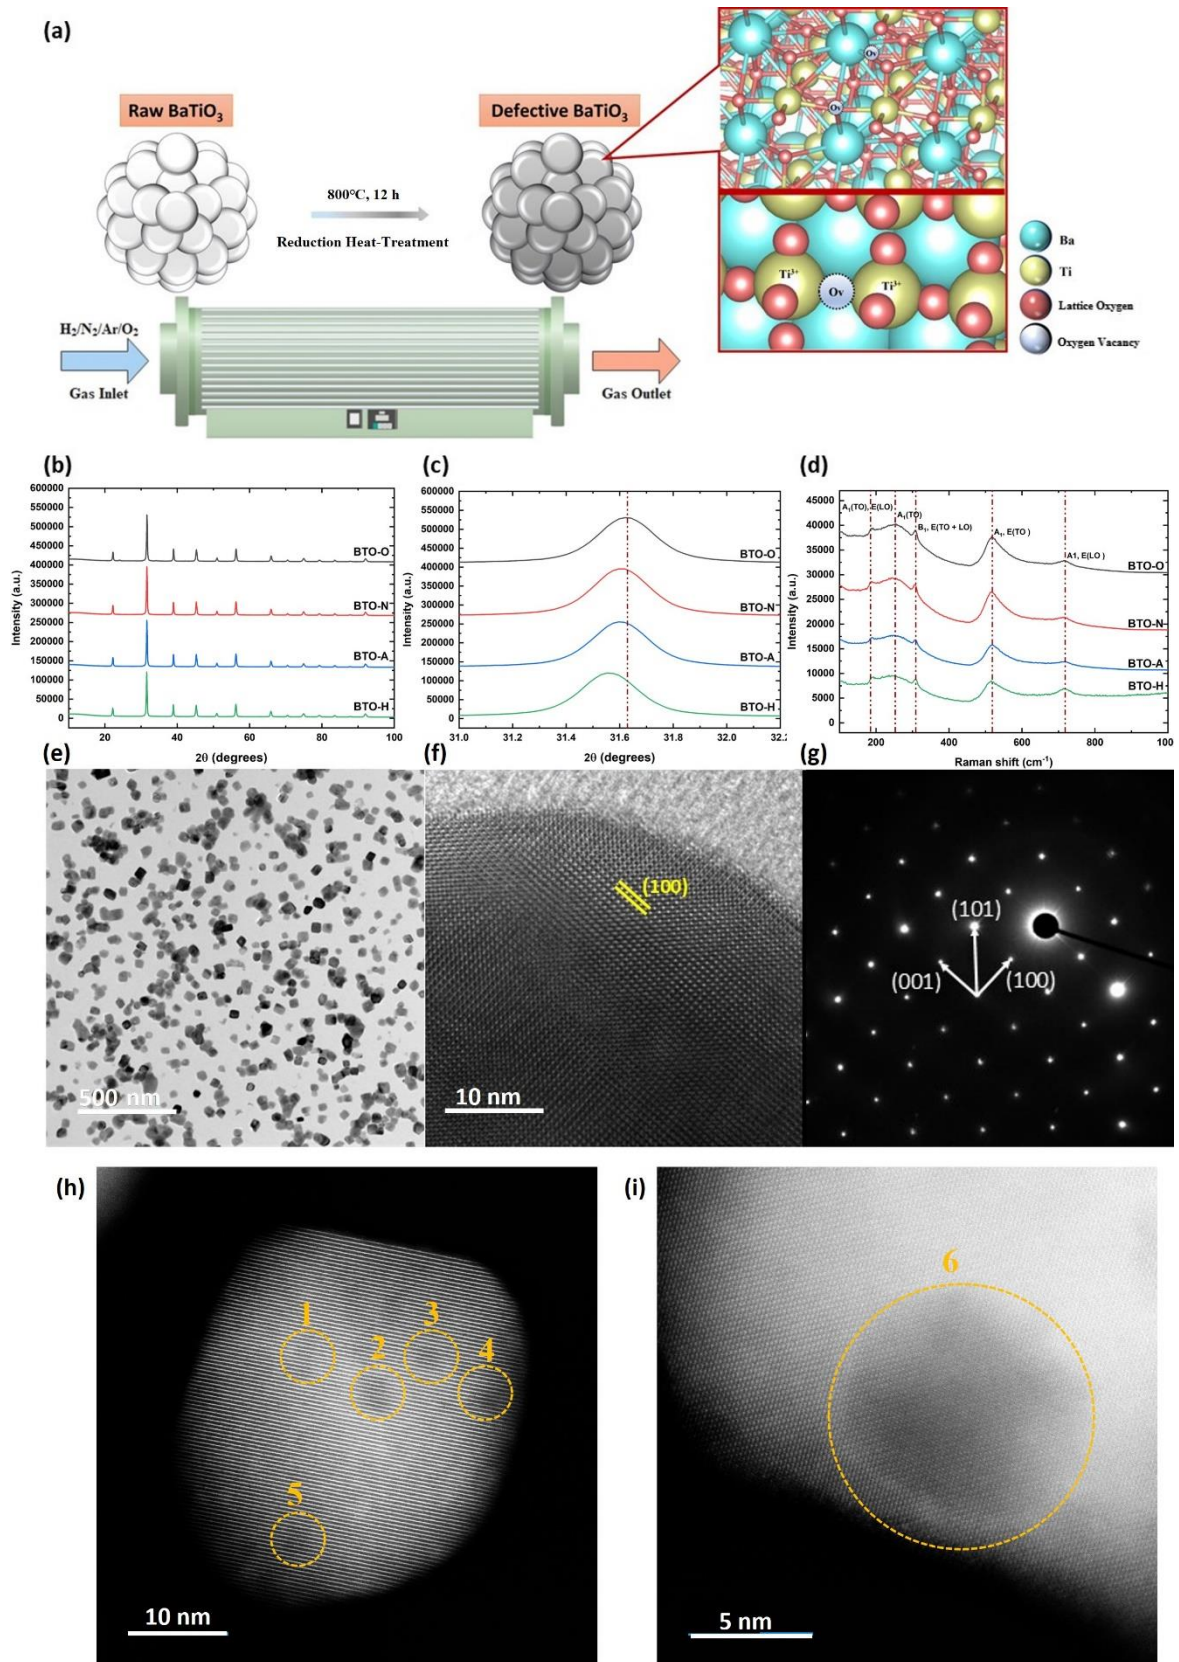 (a)
Raw BaTiO₃
Defective BaTiO₃
800°C, 12 h
Reduction Heat-Treatment
H₂/N₂/Ar/O₂
Gas Inlet
Gas Outlet
Ov
Ov
Ti³⁺
Ov
Ti³⁺
Ba
Ti
Lattice Oxygen
Oxygen Vacancy
(b)
600000
550000
500000
450000
400000
350000
300000
250000
200000
150000
100000
50000
0
Intensity (a.u.)
BTO-O
BTO-N
BTO-A
BTO-H
20
40
60
80
100
2θ (degrees)
(c)
600000
550000
500000
450000
400000
350000
300000
250000
200000
150000
100000
50000
0
Intensity (a.u.)
BTO-O
BTO-N
BTO-A
BTO-H
31.0
31.2
31.4
31.6
31.8
32.0
32.2
2θ (degrees)
(d)
45000
40000
35000
30000
25000
20000
15000
10000
5000
0
Intensity (a.u.)
A₁(TO), E(LO)
A₁(TO)
B₁, E(TO + LO)
A₁, E(TO )
A1, E(LO )
BTO-O
BTO-N
BTO-A
BTO-H
200
400
600
800
100
Raman shift (cm⁻¹)
(e)
500 nm
(f)
(100)
10 nm
(g)
(101)
(001)
(100)
(h)
1
2
3
4
5
10 nm
(i)
6
5 nm